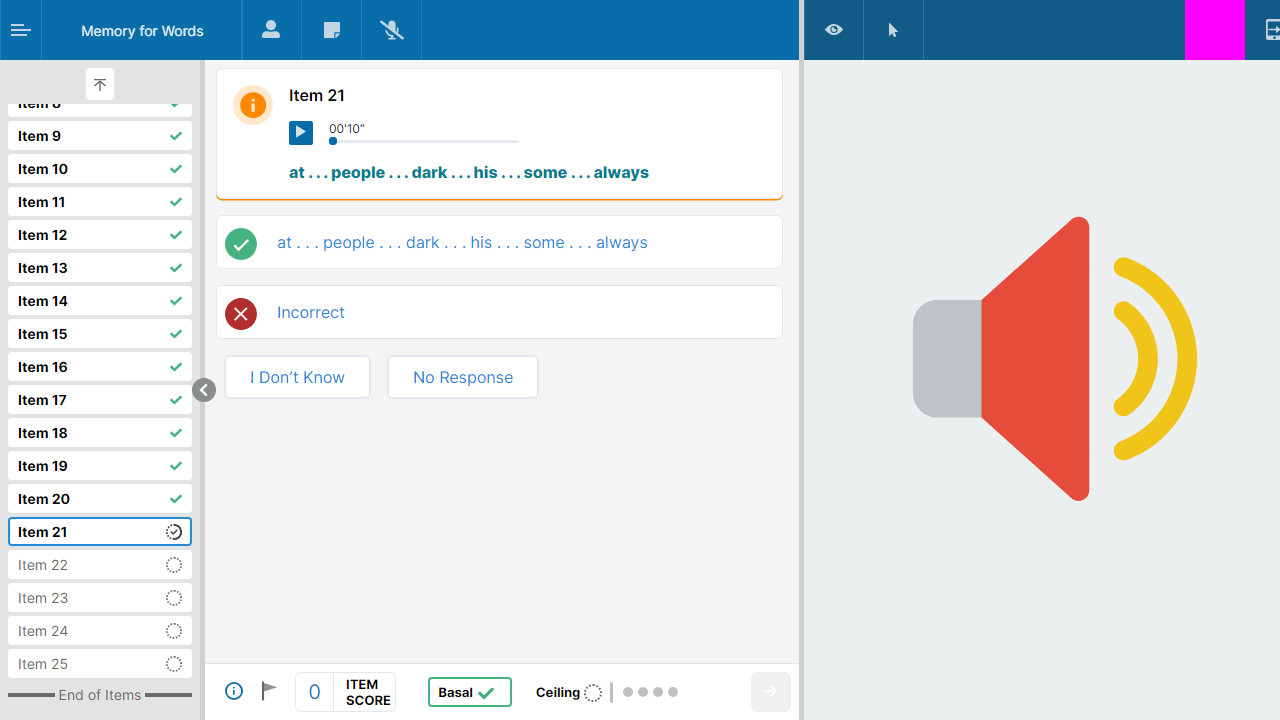 Memory for Words
Item 8
Item 9
Item 10
Item 11
Item 12
Item 13
Item 14
Item 15
Item 16
Item 17
Item 18
Item 19
Item 20
Item 21
Item 22
Item 23
Item 24
Item 25
End of Items
Item 21
00'10"
at . . . people . . . dark . . . his . . . some . . . always
at . . . people . . . dark . . . his . . . some . . . always
Incorrect
I Don’t Know
No Response
0
ITEM
SCORE
Basal
Ceiling